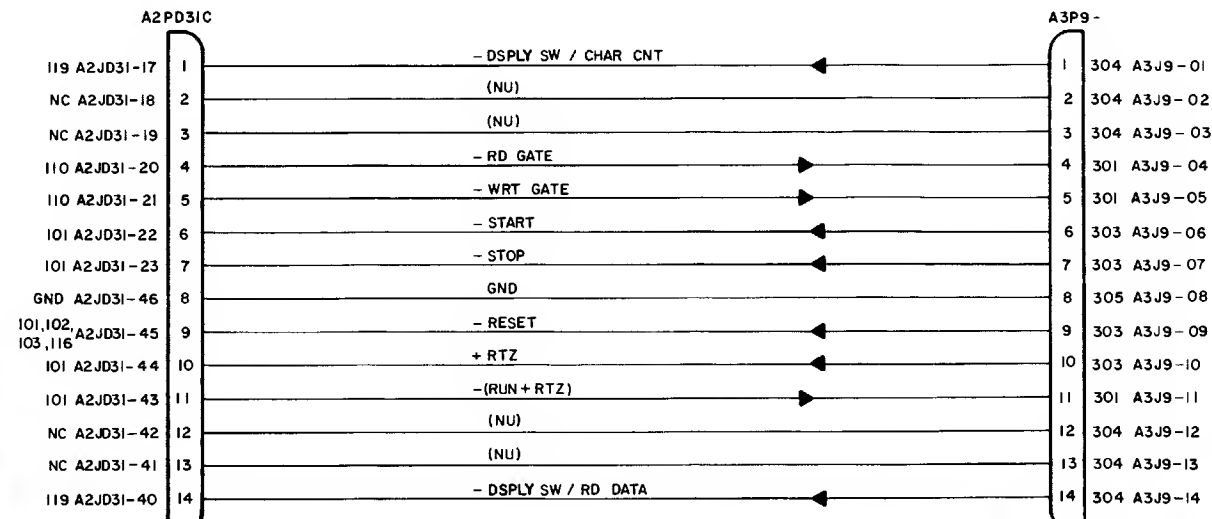 A2PD31C A3P9-
119 A2JD31-17 1 - DSPLY SW / CHAR CNT 1 304 A3J9-01
NC A2JD31-18 2 (NU) 2 304 A3J9-02
NC A2JD31-19 3 (NU) 3 304 A3J9-03
110 A2JD31-20 4 - RD GATE 4 301 A3J9-04
110 A2JD31-21 5 - WRT GATE 5 301 A3J9-05
101 A2JD31-22 6 - START 6 303 A3J9-06
101 A2JD31-23 7 - STOP 7 303 A3J9-07
GND A2JD31-46 8 GND 8 305 A3J9-08
101,102,
103,116 A2JD31-45 9 - RESET 9 303 A3J9-09
101 A2JD31-44 10 + RTZ 10 303 A3J9-10
101 A2JD31-43 11 -(RUN + RTZ) 11 301 A3J9-11
NC A2JD31-42 12 (NU) 12 304 A3J9-12
NC A2JD31-41 13 (NU) 13 304 A3J9-13
119 A2JD31-40 14 - DSPLY SW / RD DATA 14 304 A3J9-14